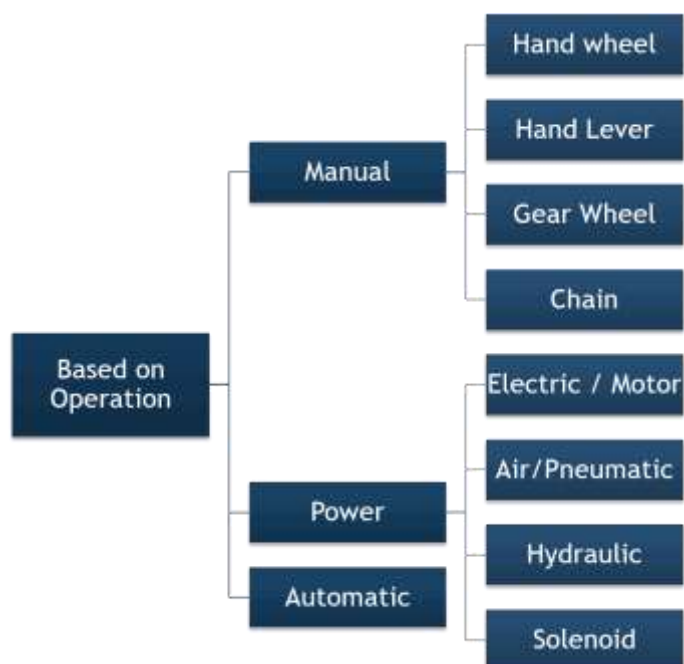 Hand wheel
Hand Lever
Manual
Gear Wheel
Chain
Based on
Operation
Electric / Motor
Air/Pneumatic
Power
Hydraulic
Automatic
Solenoid